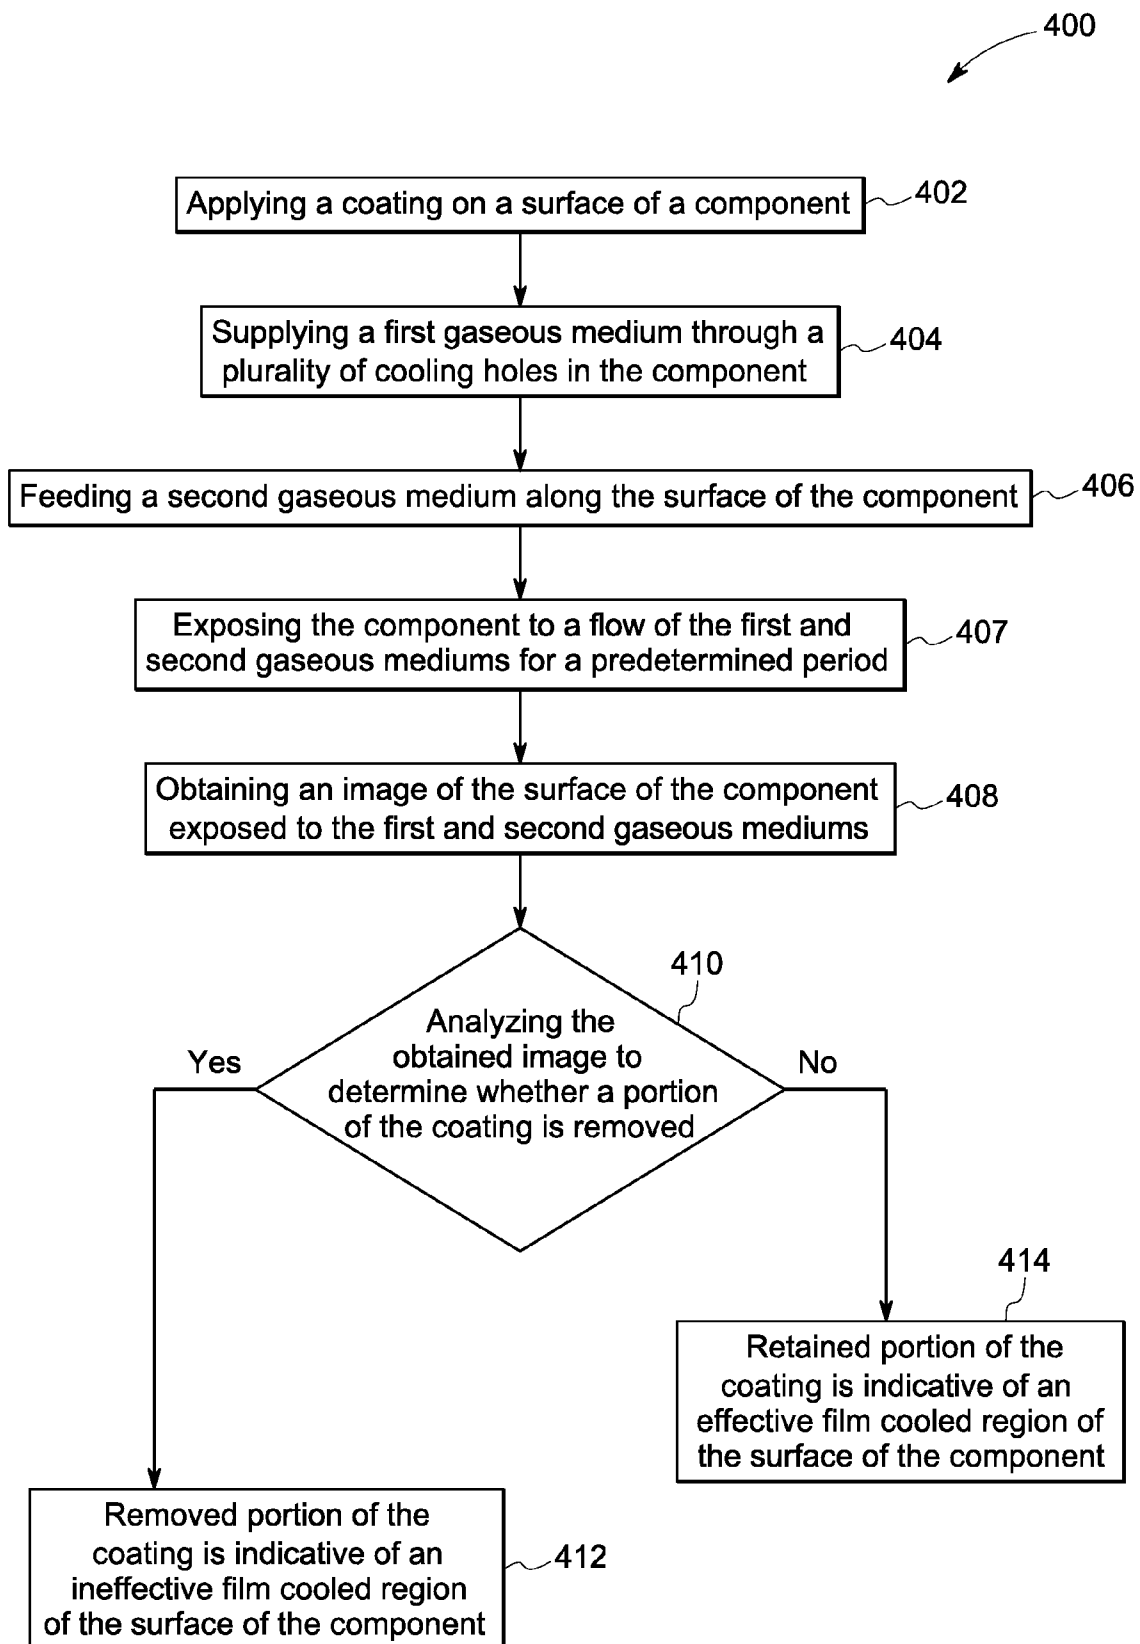 400
Applying a coating on a surface of a component
402
Supplying a first gaseous medium through a
plurality of cooling holes in the component
404
Feeding a second gaseous medium along the surface of the component
406
Exposing the component to a flow of the first and
second gaseous mediums for a predetermined period
407
Obtaining an image of the surface of the component
exposed to the first and second gaseous mediums
408
410
Analyzing the
obtained image to
determine whether a portion
of the coating is removed
Yes
No
414
Retained portion of the
coating is indicative of an
effective film cooled region of
the surface of the component
Removed portion of the
coating is indicative of an
ineffective film cooled region
of the surface of the component
412